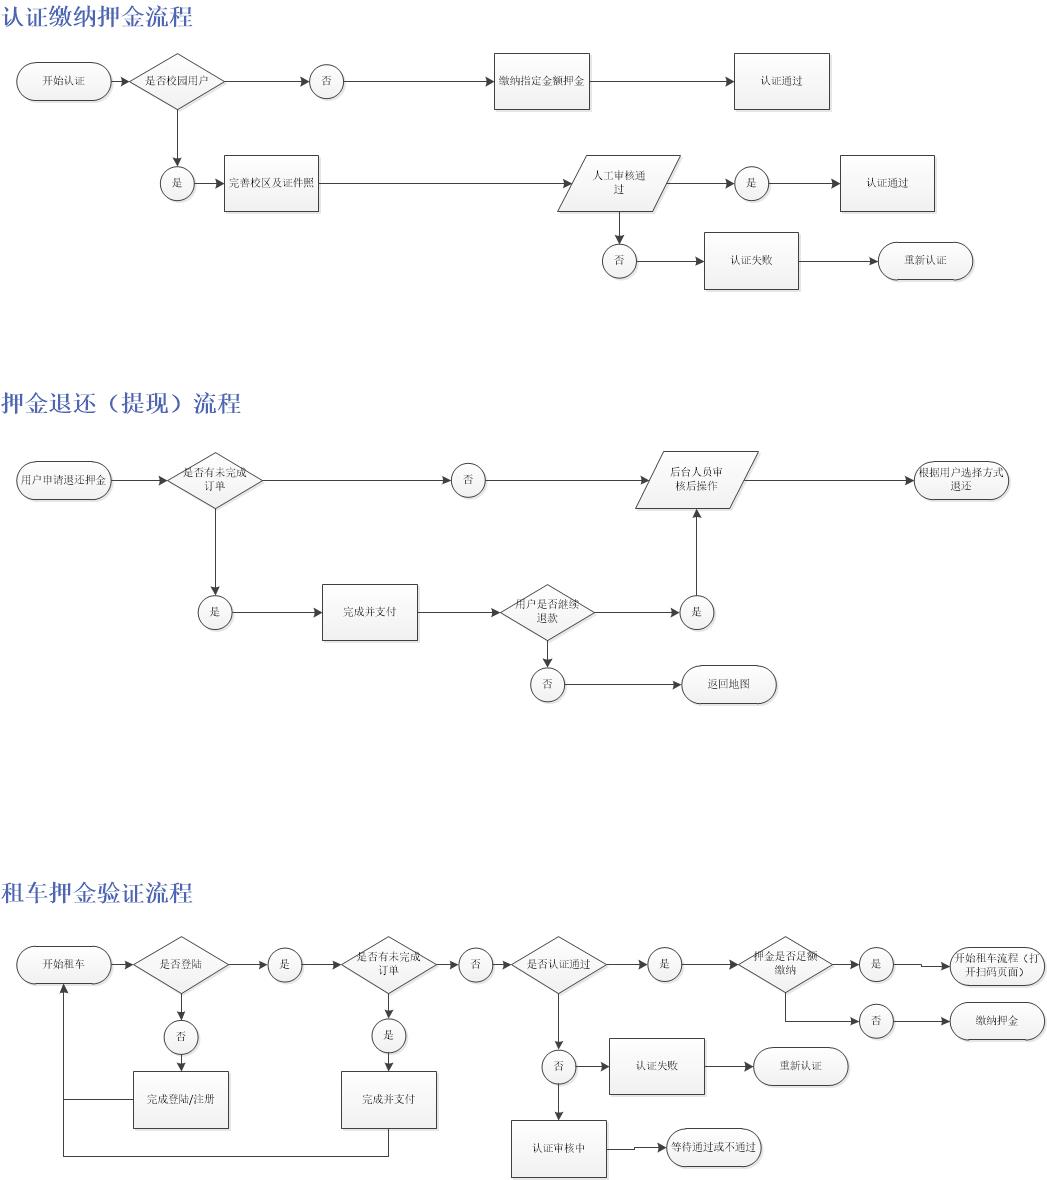 认证缴纳押金流程
开始认证
是否校园用户
否
缴纳指定金额押金
认证通过
是
完善校区及证件照
人工审核通
过
是
认证通过
否
认证失败
重新认证
押金退还（提现）流程
用户申请退还押金
是否有未完成
订单
否
后台人员审
核后操作
根据用户选择方式
退还
是
完成并支付
用户是否继续
退款
是
否
返回地图
租车押金验证流程
开始租车
是否登陆
是
是否有未完成
订单
否
是否认证通过
是
押金是否足额
缴纳
是
开始租车流程（打
开扫码页面）
否
缴纳押金
否
是
完成登陆/注册
完成并支付
否
认证失败
重新认证
认证审核中
等待通过或不通过